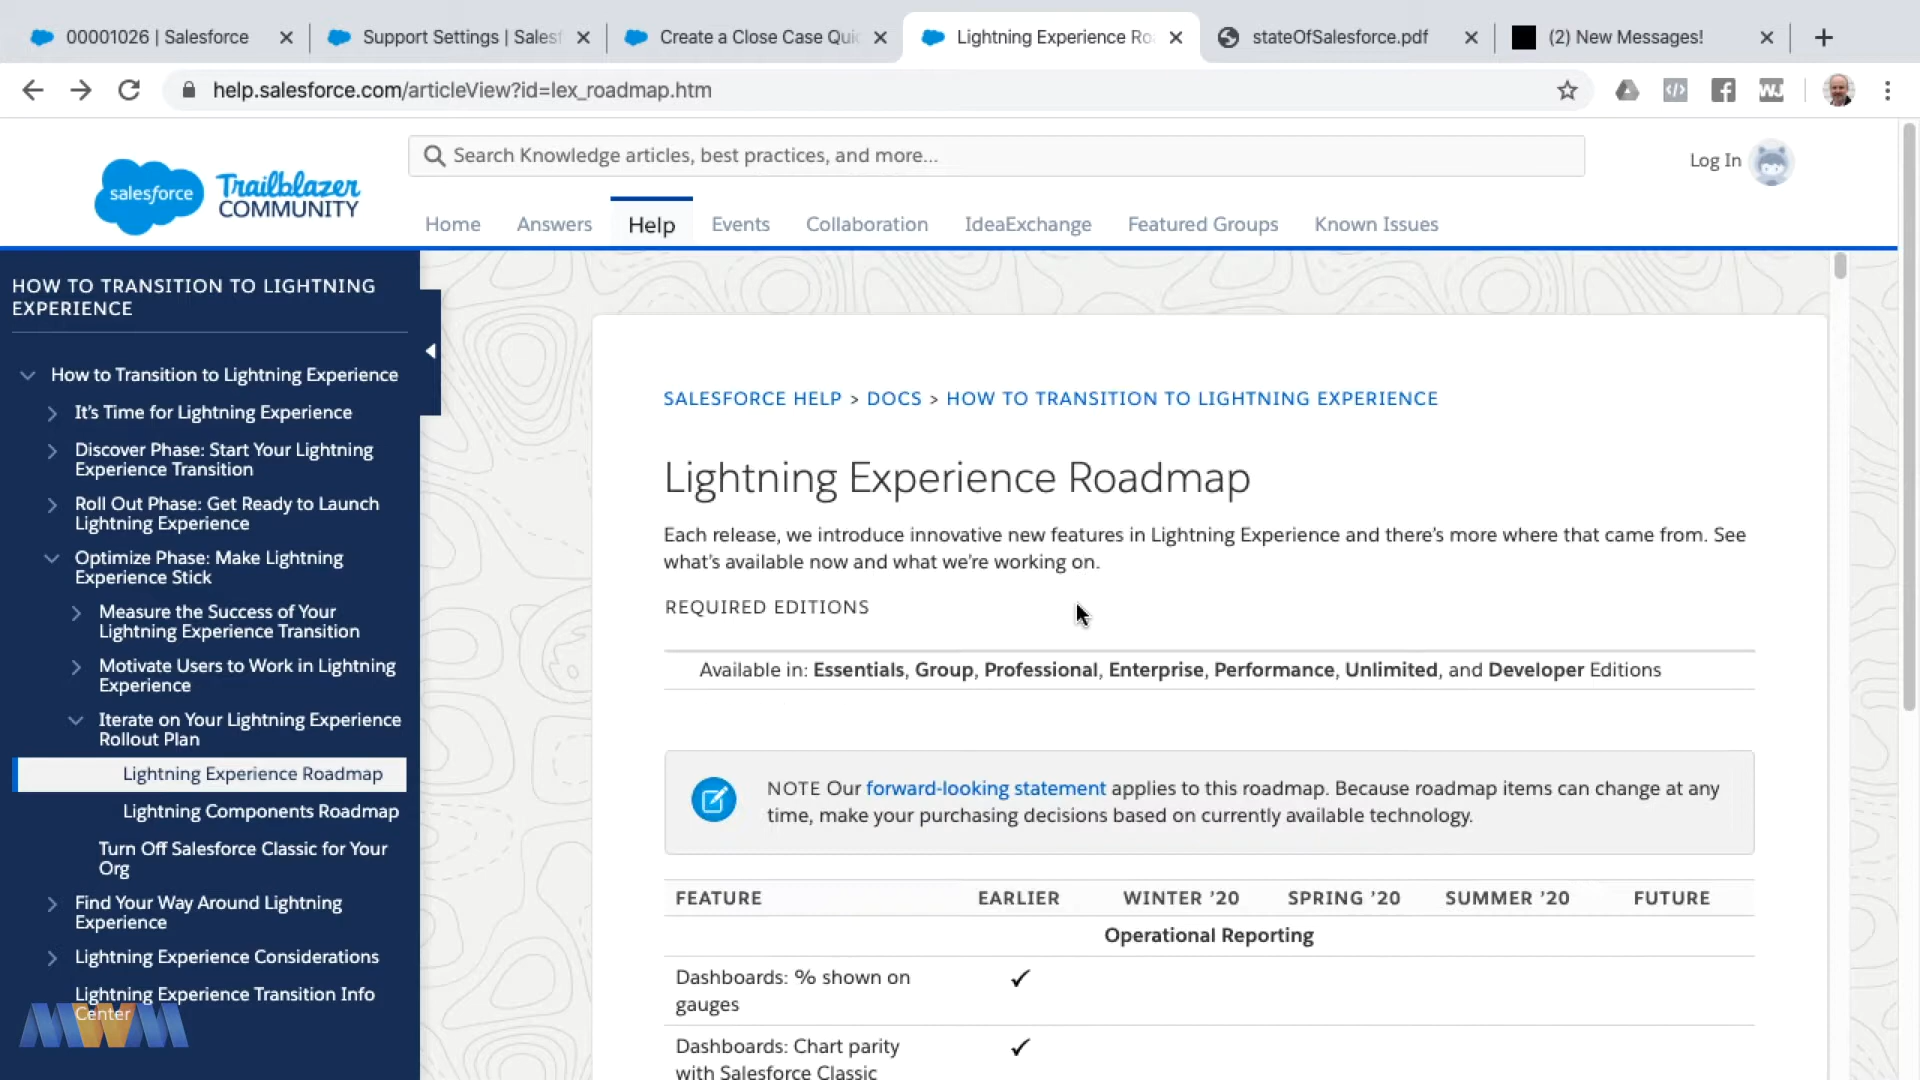 00001026 | Salesforce
Support Settings | Salesf
Create a Close Case Qui
Lightning Experience Ro
stateOfSalesforce.pdf
(2) New Messages!
help.salesforce.com/articleView?id=lex_roadmap.htm
salesforce
Trailblazer
COMMUNITY
Search Knowledge articles, best practices, and more...
Log In
Home
Answers
Help
Events
Collaboration
IdeaExchange
Featured Groups
Known Issues
HOW TO TRANSITION TO LIGHTNING
EXPERIENCE
How to Transition to Lightning Experience
It's Time for Lightning Experience
Discover Phase: Start Your Lightning
Experience Transition
Roll Out Phase: Get Ready to Launch
Lightning Experience
Optimize Phase: Make Lightning
Experience Stick
Measure the Success of Your
Lightning Experience Transition
Motivate Users to Work in Lightning
Experience
Iterate on Your Lightning Experience
Rollout Plan
Lightning Experience Roadmap
Lightning Components Roadmap
Turn Off Salesforce Classic for Your
Org
Find Your Way Around Lightning
Experience
Lightning Experience Considerations
Lightning Experience Transition Info
Center
MWM
SALESFORCE HELP > DOCS > HOW TO TRANSITION TO LIGHTNING EXPERIENCE
Lightning Experience Roadmap
Each release, we introduce innovative new features in Lightning Experience and there's more where that came from. See
what's available now and what we're working on.
REQUIRED EDITIONS
Available in: Essentials, Group, Professional, Enterprise, Performance, Unlimited, and Developer Editions
NOTE Our forward-looking statement applies to this roadmap. Because roadmap items can change at any
time, make your purchasing decisions based on currently available technology.
FEATURE EARLIER WINTER '20 SPRING '20 SUMMER '20 FUTURE
Operational Reporting
Dashboards: % shown on
gauges
Dashboards: Chart parity
with Salesforce Classic